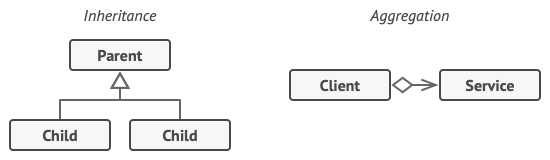 Inheritance
Parent
Child
Child
Aggregation
Client
Service